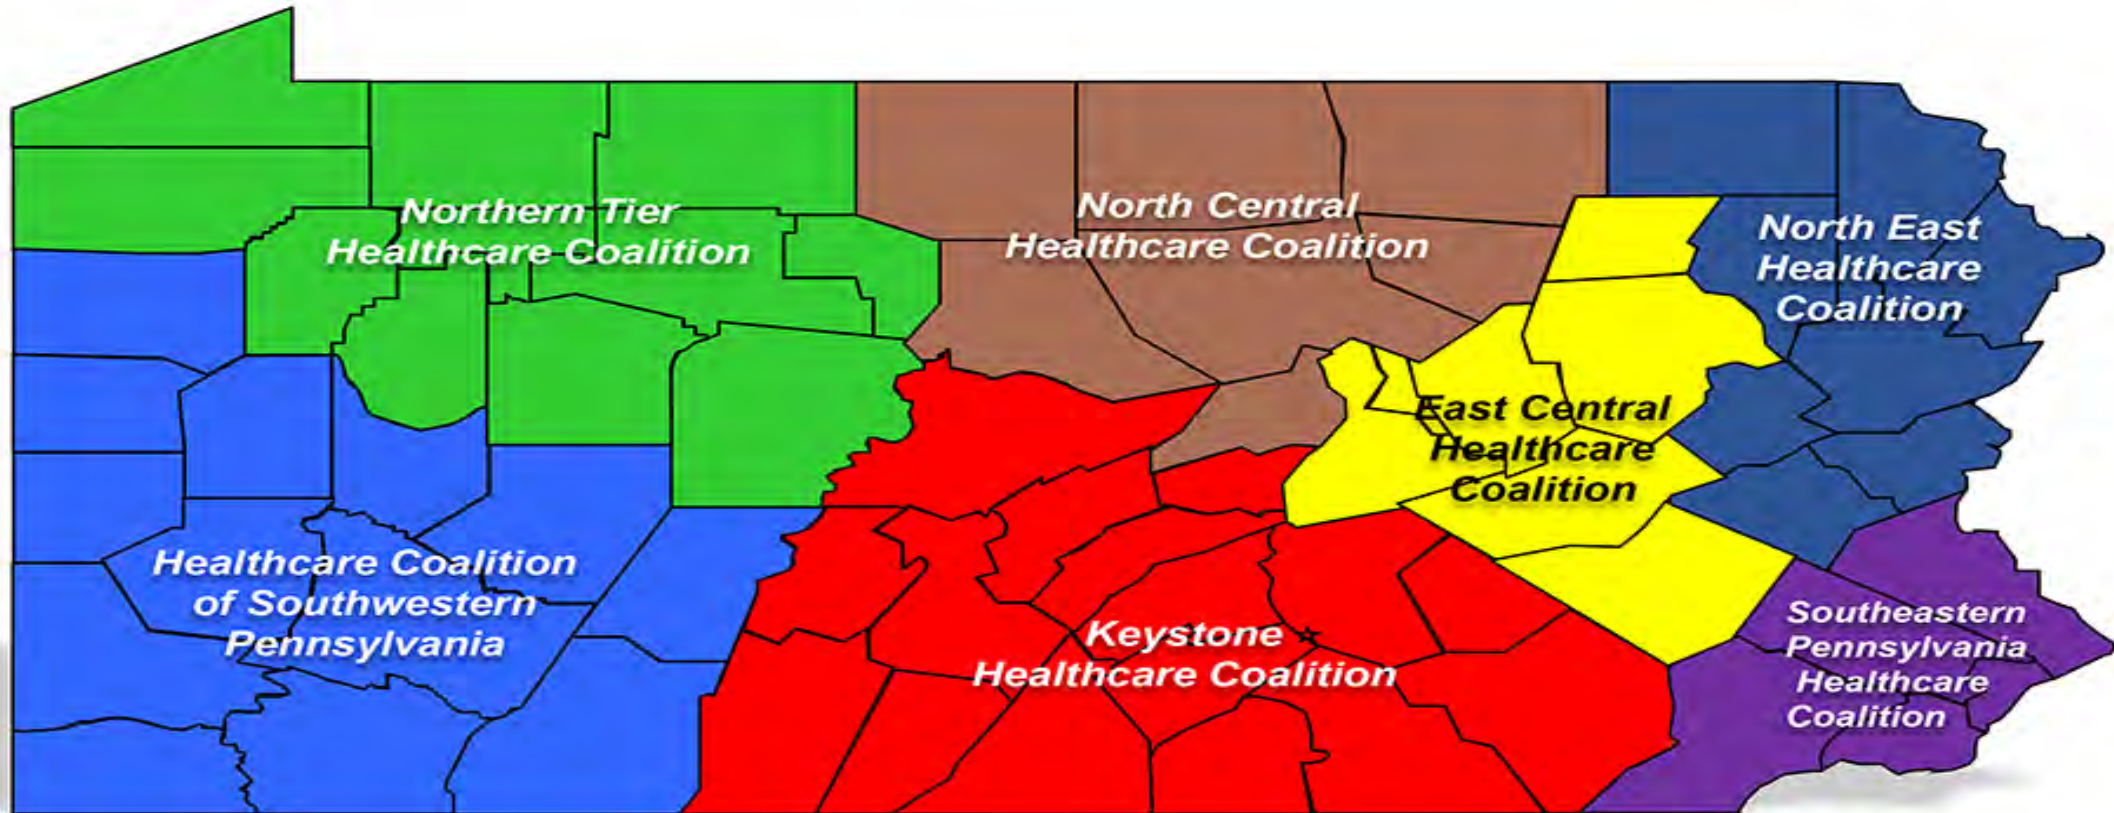 Northern Tier
Healthcare Coalition
North Central
Healthcare Coalition
North East
Healthcare
Coalition
East Central
Healthcare
Coalition
Healthcare Coalition
of Southwestern
Pennsylvania
Keystone
Healthcare Coalition
Southeastern
Pennsylvania
Healthcare
Coalition